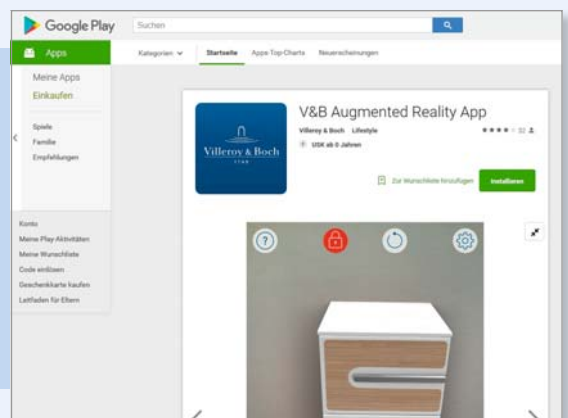 Google Play
Suchen
Apps
Kategorien
Startseite
Apps-Top-Charts
Neuerscheinungen
Meine Apps
Einkaufen
Spiele
Familie
Empfehlungen
Konto
Meine Play-Aktivitäten
Meine Wunschliste
Code einlösen
Geschenkkarte kaufen
Leitfaden für Eltern
Villeroy & Boch
1748
V&B Augmented Reality App
Villeroy & Boch Lifestyle
USK ab 0 Jahren
Zur Wunschliste hinzufügen
Installieren
?